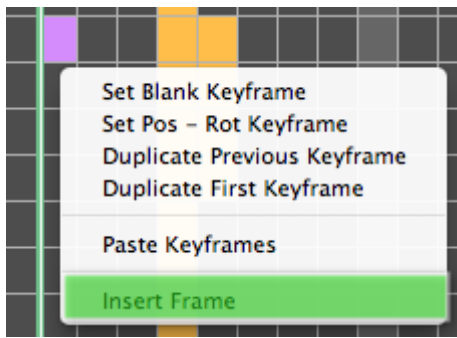 Set Blank Keyframe
Set Pos – Rot Keyframe
Duplicate Previous Keyframe
Duplicate First Keyframe
Paste Keyframes
Insert Frame